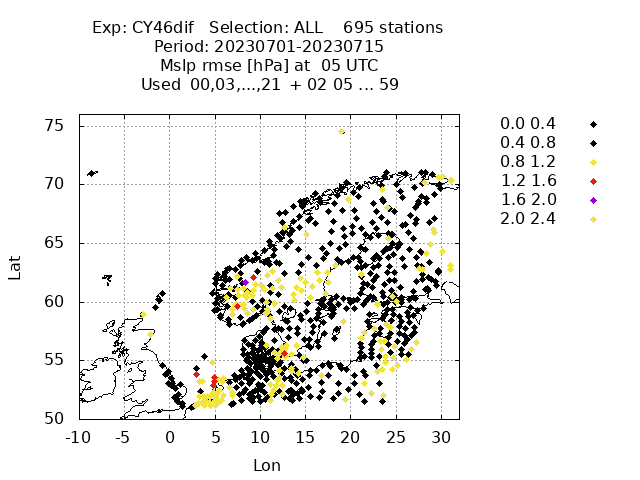 Exp: CY46dif   Selection: ALL    695 stations
Period: 20230701-20230715
Mslp rmse [hPa] at  05 UTC
Used  00,03,...,21  + 02 05 ... 59
75
70
65
60
55
50
-10 -5 0 5 10 15 20 25 30
Lat
Lon
0.0 0.4
0.4 0.8
0.8 1.2
1.2 1.6
1.6 2.0
2.0 2.4